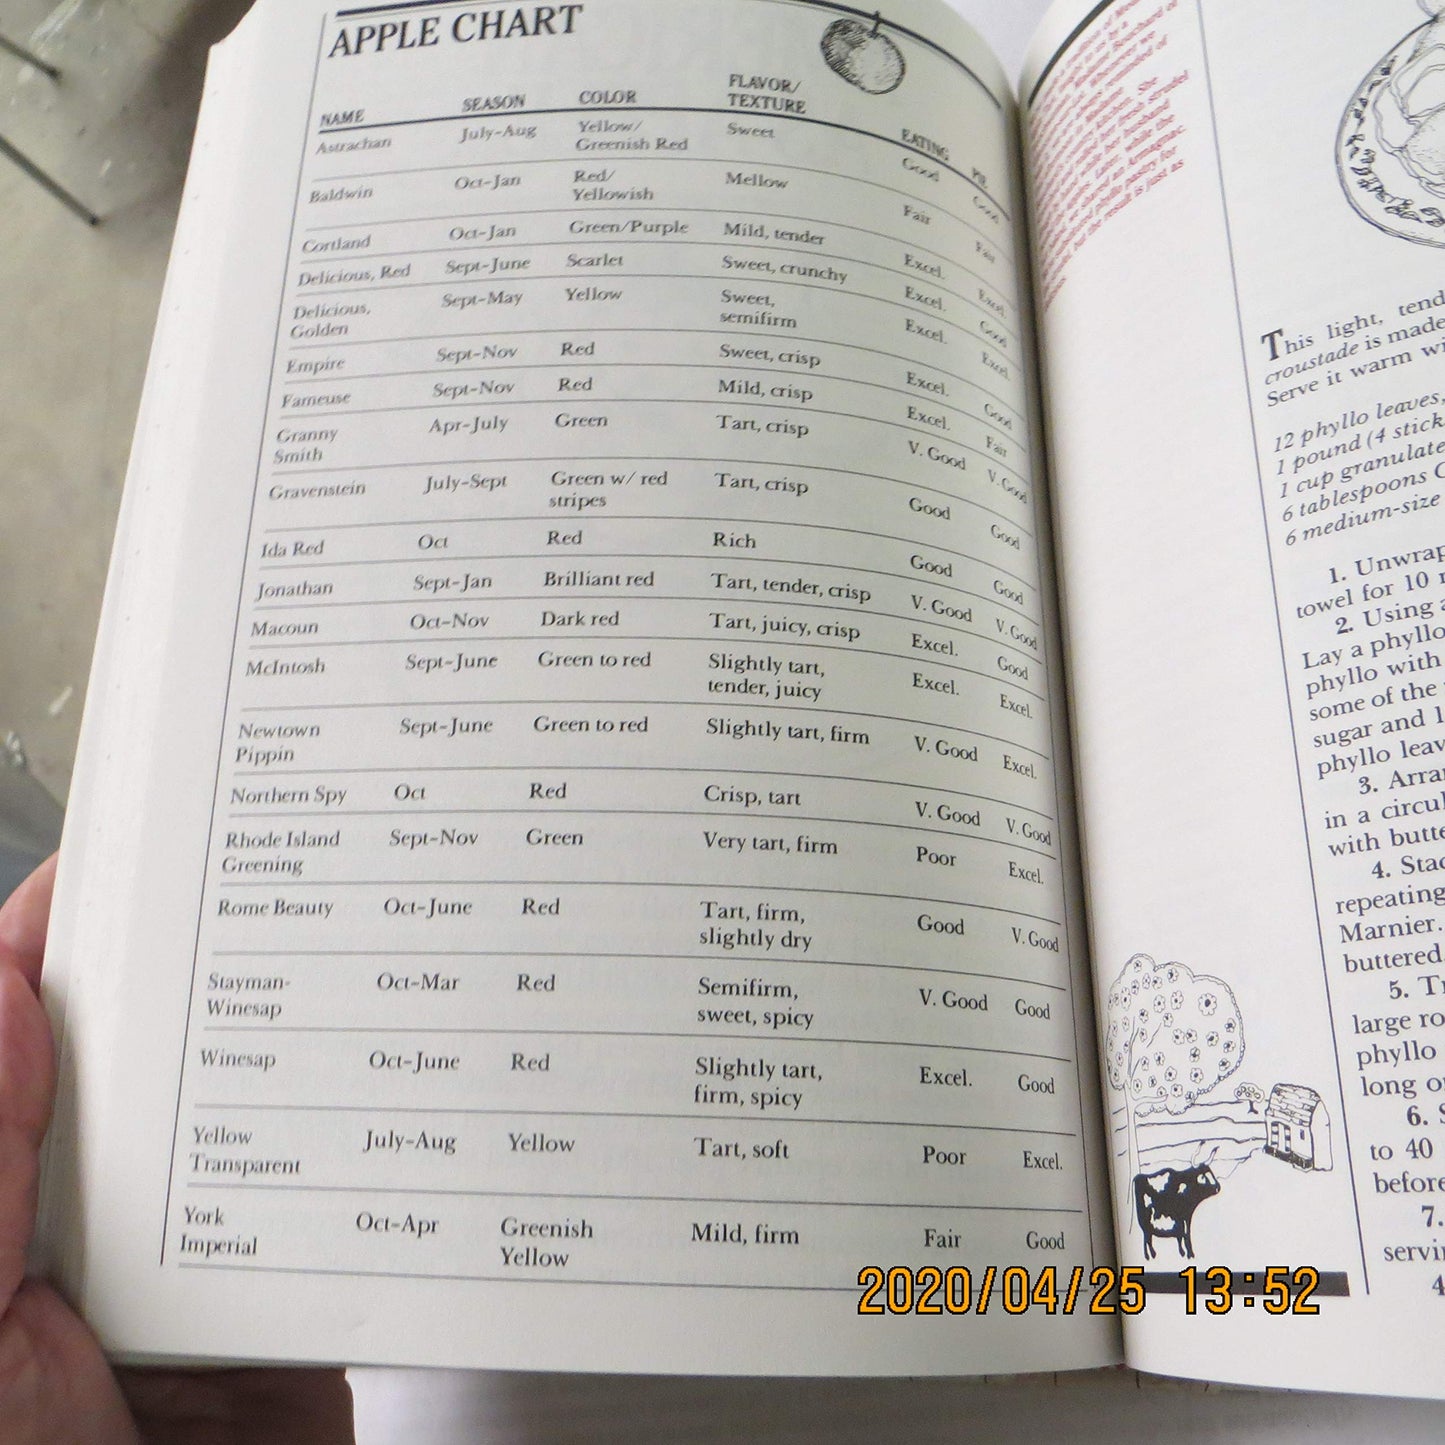 APPLE CHART
NAME SEASON COLOR FLAVOR/ TEXTURE EATING PIE
Astrachan July-Aug Yellow/ Greenish Red Sweet Good Good
Baldwin Oct-Jan Red/ Yellowish Mellow Fair Fair
Cortland Oct-Jan Green/Purple Mild, tender Excel. Excel.
Delicious, Red Sept-June Scarlet Sweet, crunchy Excel. Good
Delicious, Golden Sept-May Yellow Sweet, semifirm Excel. Excel.
Empire Sept-Nov Red Sweet, crisp Excel. Good
Fameuse Sept-Nov Red Mild, crisp Excel. Fair
Granny Smith Apr-July Green Tart, crisp V. Good V. Good
Gravenstein July-Sept Green w/ red stripes Tart, crisp Good Good
Ida Red Oct Red Rich Good Good
Jonathan Sept-Jan Brilliant red Tart, tender, crisp V. Good V. Good
Macoun Oct-Nov Dark red Tart, juicy, crisp Excel. Good
McIntosh Sept-June Green to red Slightly tart, tender, juicy Excel. Excel.
Newtown Pippin Sept-June Green to red Slightly tart, firm V. Good Excel.
Northern Spy Oct Red Crisp, tart V. Good V. Good
Rhode Island Greening Sept-Nov Green Very tart, firm Poor Excel.
Rome Beauty Oct-June Red Tart, firm, slightly dry Good V. Good
Stayman-Winesap Oct-Mar Red Semifirm, sweet, spicy V. Good Good
Winesap Oct-June Red Slightly tart, firm, spicy Excel. Good
Yellow Transparent July-Aug Yellow Tart, soft Poor Excel.
York Imperial Oct-Apr Greenish Yellow Mild, firm Fair Good
This light, tend
croustade is made
Serve it warm wi
12 phyllo leaves,
1 pound (4 stick
1 cup granulate
6 tablespoons
6 medium-size
1. Unwrap
towel for 10
2. Using
Lay a phyllo
phyllo with
some of the
sugar and
phyllo leav
3. Arra
in a circul
with butte
4. Stac
repeating
Marnier.
buttered
5. Tr
large ro
phyllo
long o
6.
to 40
before
7.
servi
4
2020/04/25 13:52